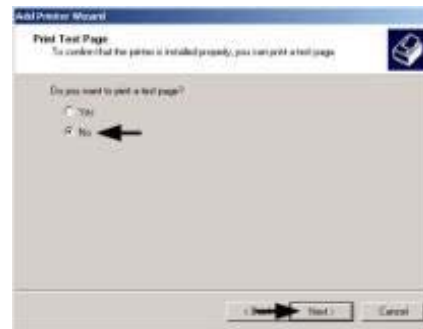 Add Printer Wizard
Print Test Page
To confirm that the printer is installed properly, you can print a test page.
Do you want to print a test page?
Yes
No
Next >
Cancel